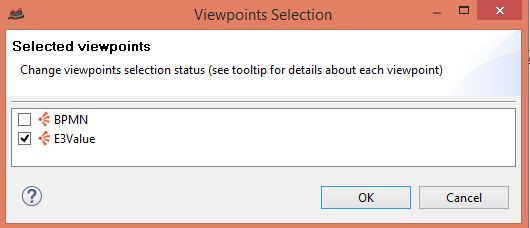 Viewpoints Selection
Selected viewpoints
Change viewpoints selection status (see tooltip for details about each viewpoint)
BPMN
E3Value
?
OK Cancel